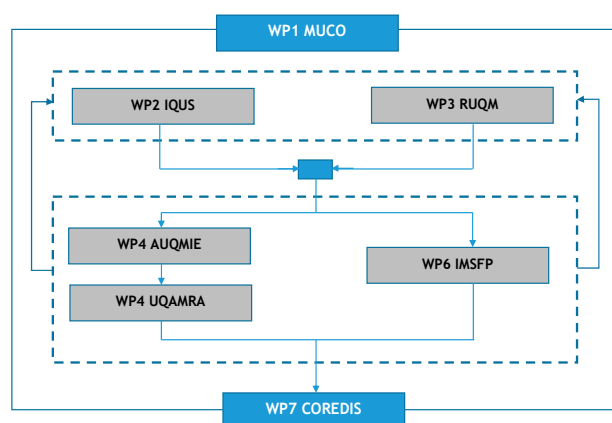 WP1 MUCO
WP2 IQUS
WP3 RUQM
WP4 AUQMIE
WP6 IMSFP
WP4 UQAMRA
WP7 COREDIS